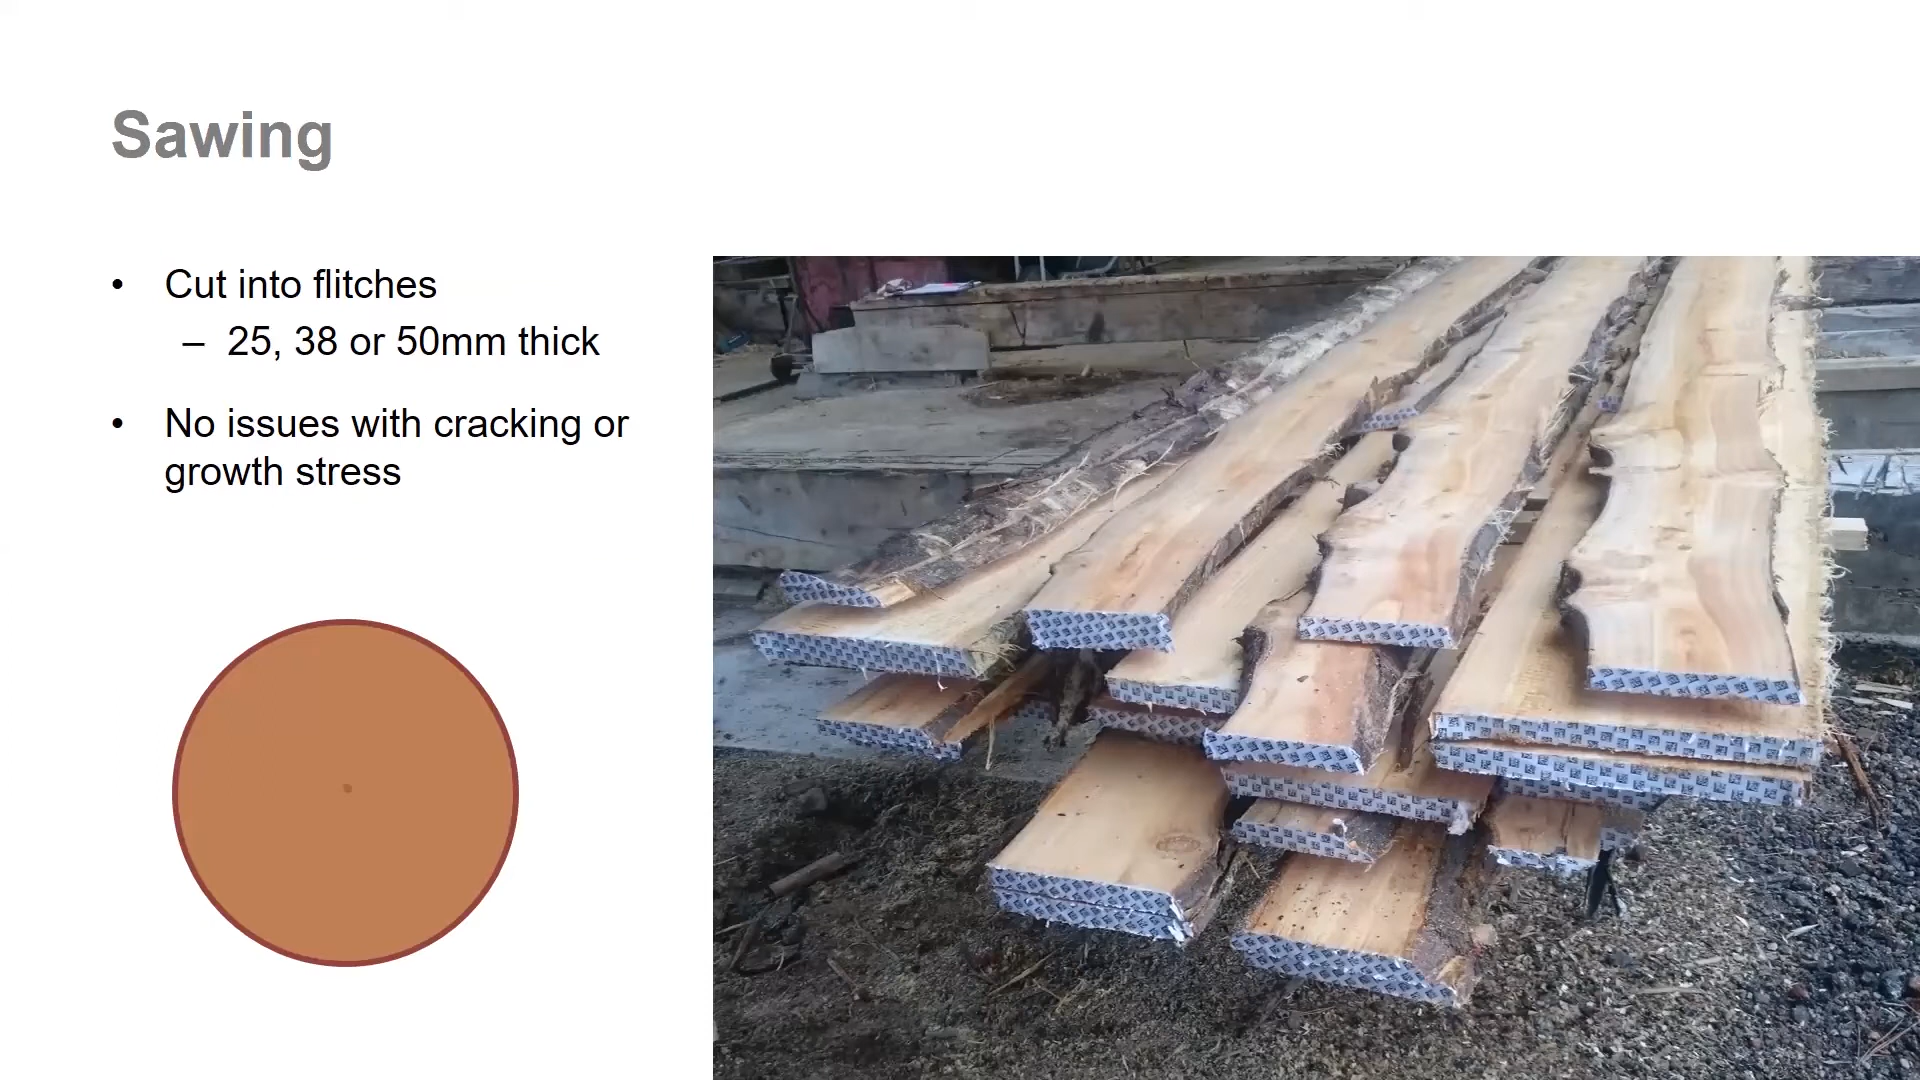 Sawing
• Cut into flitches
– 25, 38 or 50mm thick
• No issues with cracking or
growth stress